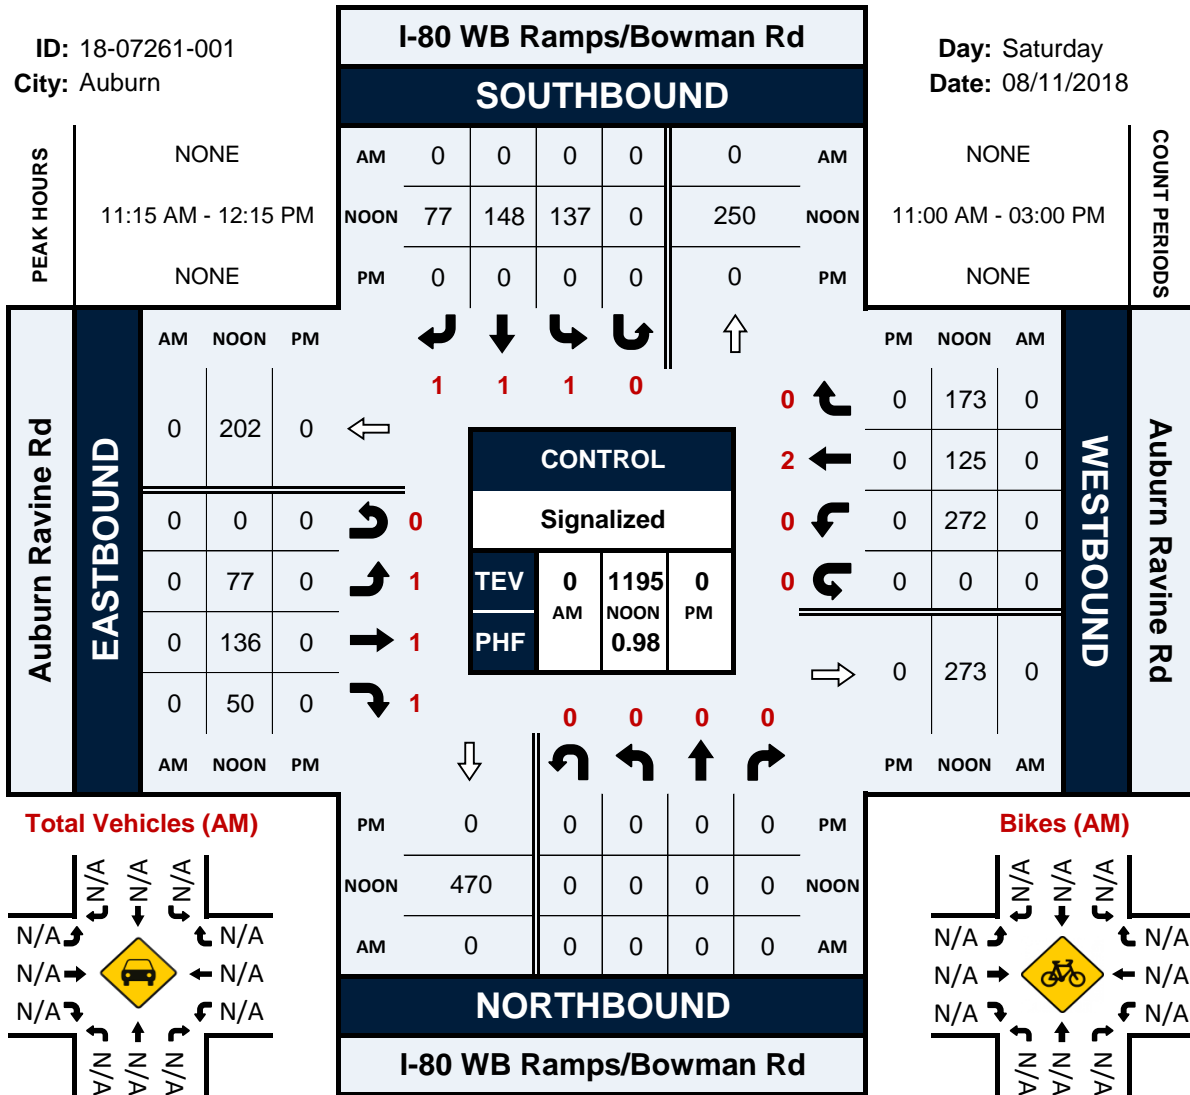 I-80 WB Ramps/Bowman Rd
ID: 18-07261-001
Day: Saturday
City: Auburn
Date: 08/11/2018
SOUTHBOUND
PEAK HOURS
NONE
AM 0 0 0 0 0 AM
NONE
COUNT PERIODS
11:15 AM - 12:15 PM
NOON 77 148 137 0 250 NOON
11:00 AM - 03:00 PM
NONE
PM 0 0 0 0 0 PM
NONE
Auburn Ravine Rd
EASTBOUND
AM NOON PM
0 202 0
0 0 0 0
0 77 0 1
0 136 0 1
0 50 0 1
AM NOON PM
1 1 1 0
CONTROL
Signalized
TEV 0 1195 0
AM NOON PM
PHF 0.98
0 0 0 0
PM NOON AM
0 0 173 0
2 0 125 0
0 0 272 0
0 0 0 0
0 273 0
PM NOON AM
WESTBOUND
Auburn Ravine Rd
Total Vehicles (AM)
N/A N/A N/A
N/A N/A
N/A N/A
N/A N/A
N/A N/A N/A
PM 0 0 0 0 0 PM
NOON 470 0 0 0 0 NOON
AM 0 0 0 0 0 AM
NORTHBOUND
I-80 WB Ramps/Bowman Rd
Bikes (AM)
N/A N/A N/A
N/A N/A
N/A N/A
N/A N/A
N/A N/A N/A